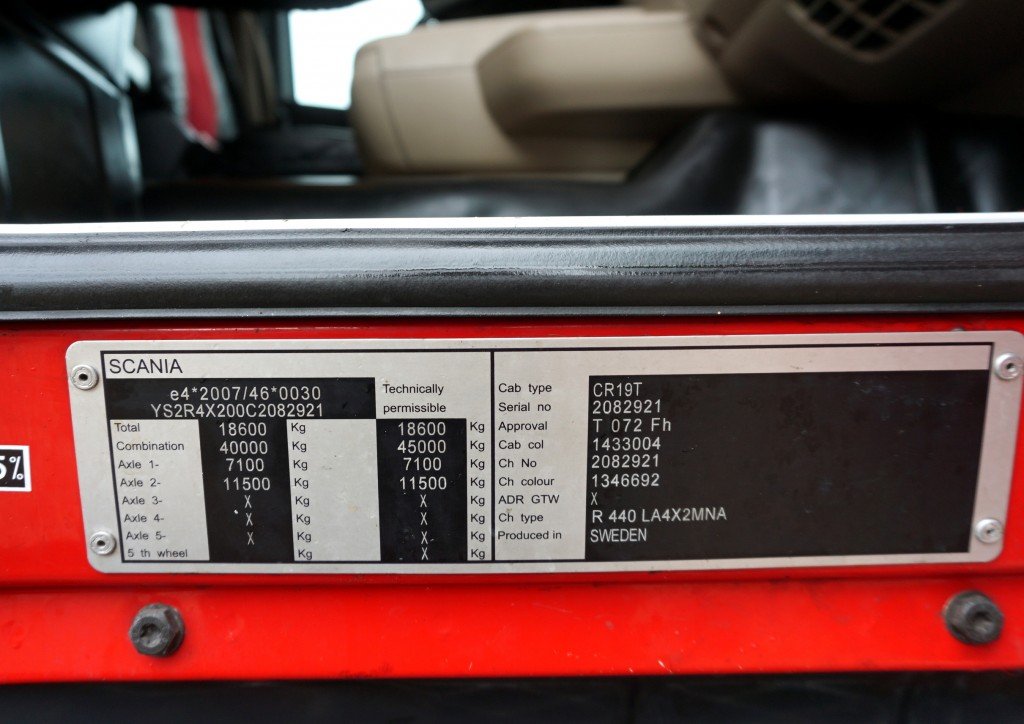 SCANIA
e4*2007/46*0030
YS2R4X200C2082921
Technically
permissible
Total 18600 Kg 18600 Kg
Combination 40000 Kg 45000 Kg
Axle 1- 7100 Kg 7100 Kg
Axle 2- 11500 Kg 11500 Kg
Axle 3- X Kg X Kg
Axle 4- X Kg X Kg
Axle 5- X Kg X Kg
5 th wheel Kg X Kg
Cab type CR19T
Serial no 2082921
Approval T 072 Fh
Cab col 1433004
Ch No 2082921
Ch colour 1346692
ADR GTW X
Ch type R 440 LA4X2MNA
Produced in SWEDEN
5%